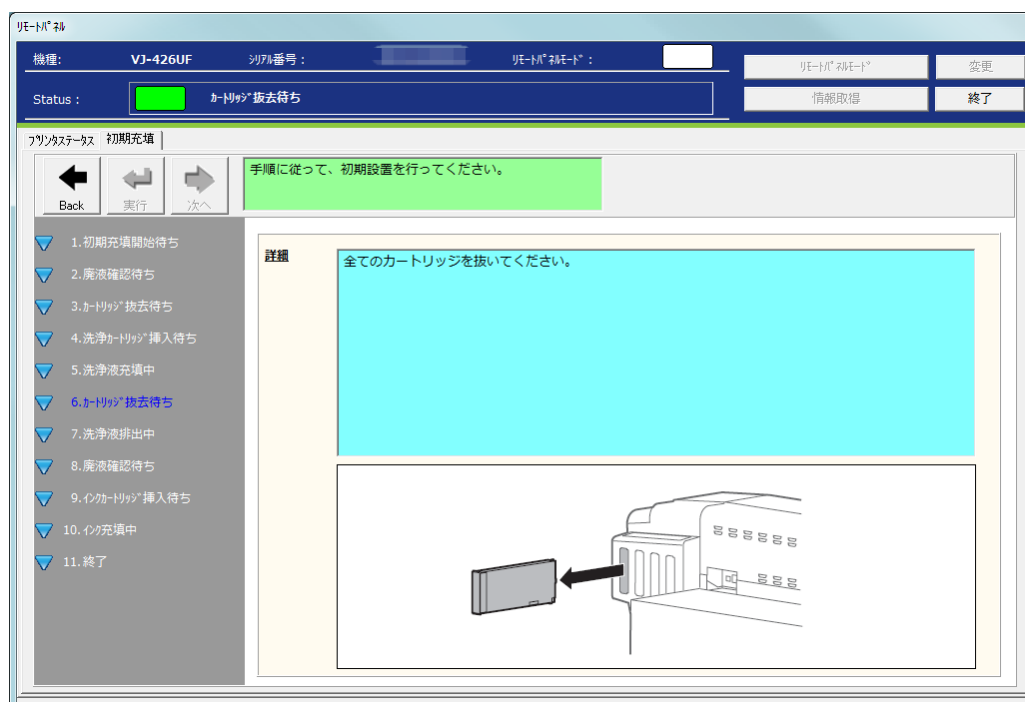 ﾘﾓｰﾄﾊﾟﾈﾙ
機種: VJ-426UF ｼﾘｱﾙ番号： ﾘﾓｰﾄﾊﾟﾈﾙﾓｰﾄﾞ： ﾘﾓｰﾄﾊﾟﾈﾙﾓｰﾄﾞ 変更
Status： ｶｰﾄﾘｯｼﾞ抜去待ち 情報取得 終了
ﾌﾟﾘﾝﾀｽﾃｰﾀｽ 初期充填
Back 実行 次へ
手順に従って、初期設置を行ってください。
1.初期充填開始待ち
2.廃液確認待ち
3.ｶｰﾄﾘｯｼﾞ抜去待ち
4.洗浄ｶｰﾄﾘｯｼﾞ挿入待ち
5.洗浄液充填中
6.ｶｰﾄﾘｯｼﾞ抜去待ち
7.洗浄液排出中
8.廃液確認待ち
9.ｲﾝｸｶｰﾄﾘｯｼﾞ挿入待ち
10.ｲﾝｸ充填中
11.終了
詳細
全てのカートリッジを抜いてください。